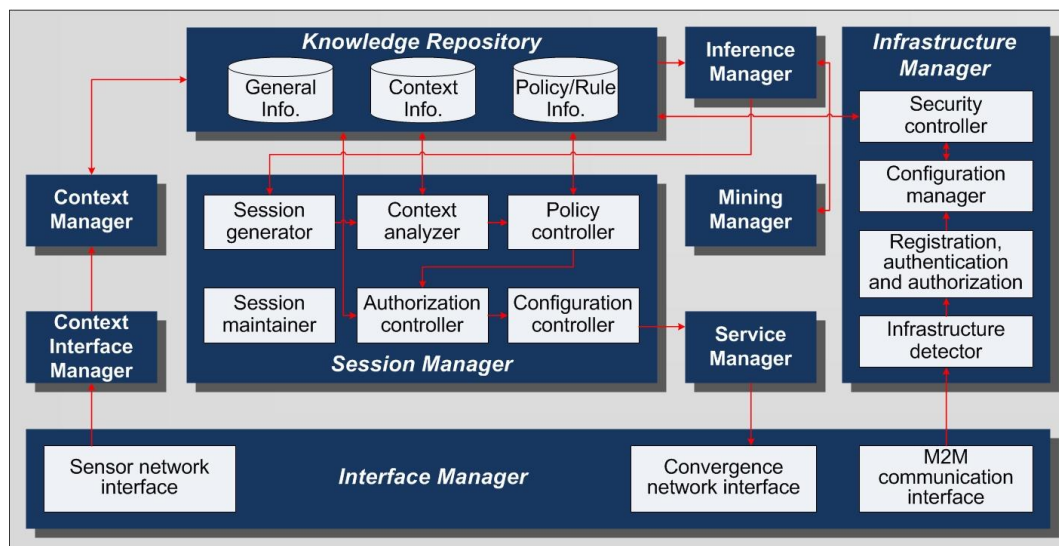 Knowledge Repository
General
Info.
Context
Info.
Policy/Rule
Info.
Inference
Manager
Infrastructure
Manager
Security
controller
Configuration
manager
Registration,
authentication
and authorization
Infrastructure
detector
Context
Manager
Session
generator
Context
analyzer
Policy
controller
Session
maintainer
Authorization
controller
Configuration
controller
Session Manager
Mining
Manager
Context
Interface
Manager
Service
Manager
Sensor network
interface
Interface Manager
Convergence
network interface
M2M
communication
interface